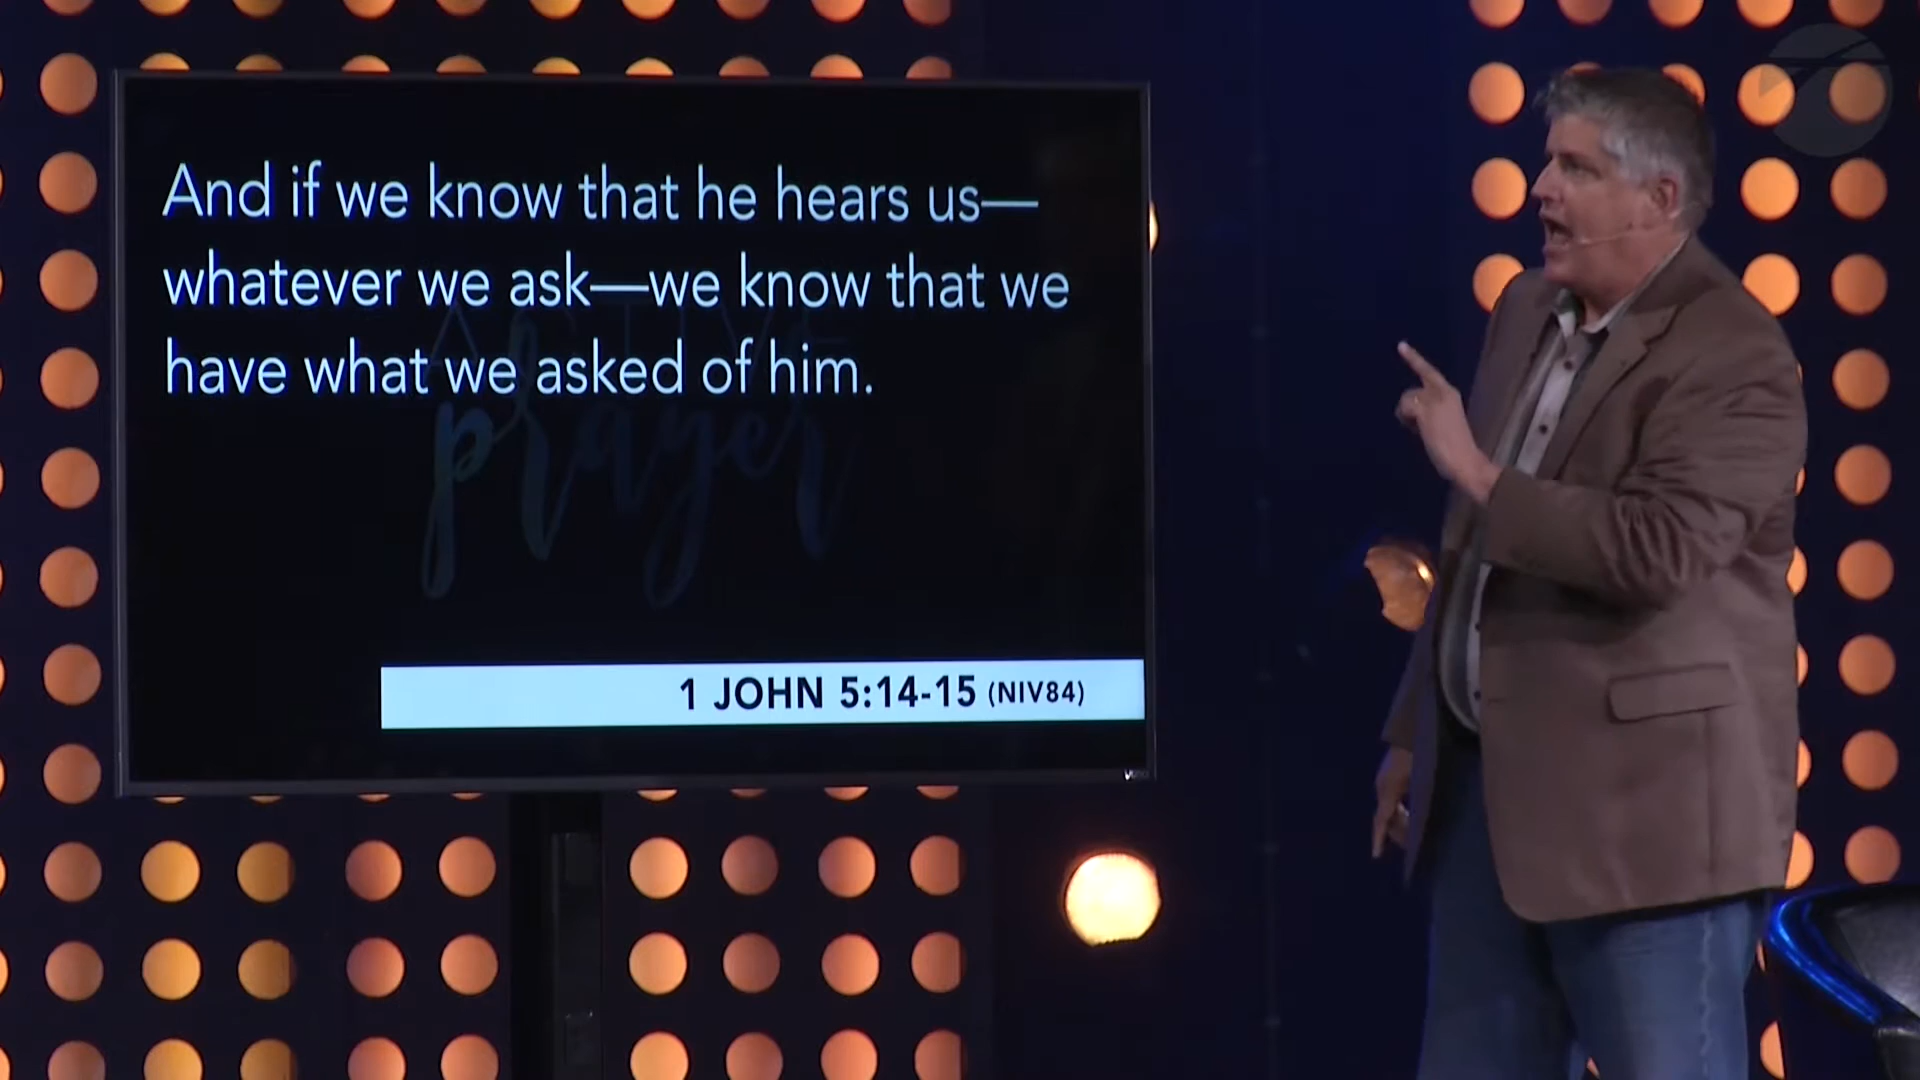 And if we know that he hears us—
whatever we ask—we know that we
have what we asked of him.
prayer
1 JOHN 5:14-15 (NIV84)